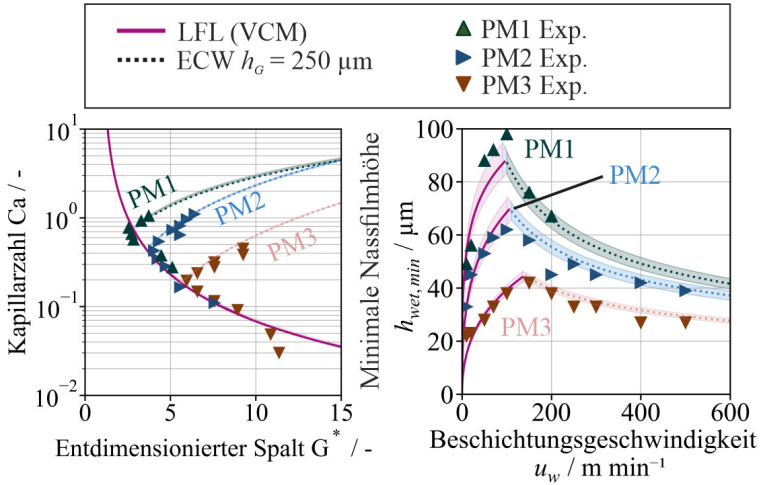 LFL (VCM)
ECW h_G = 250 µm
PM1 Exp.
PM2 Exp.
PM3 Exp.
Kapillarzahl Ca / -
10^1
10^0
10^−1
10^−2
PM1
PM2
PM3
0 5 10 15
Entdimensionierter Spalt G^* / -
Minimale Nassfilmhöhe
h_wet, min / µm
100
80
60
40
20
0
PM1
PM2
PM3
0 200 400 600
Beschichtungsgeschwindigkeit
u_w / m min⁻¹